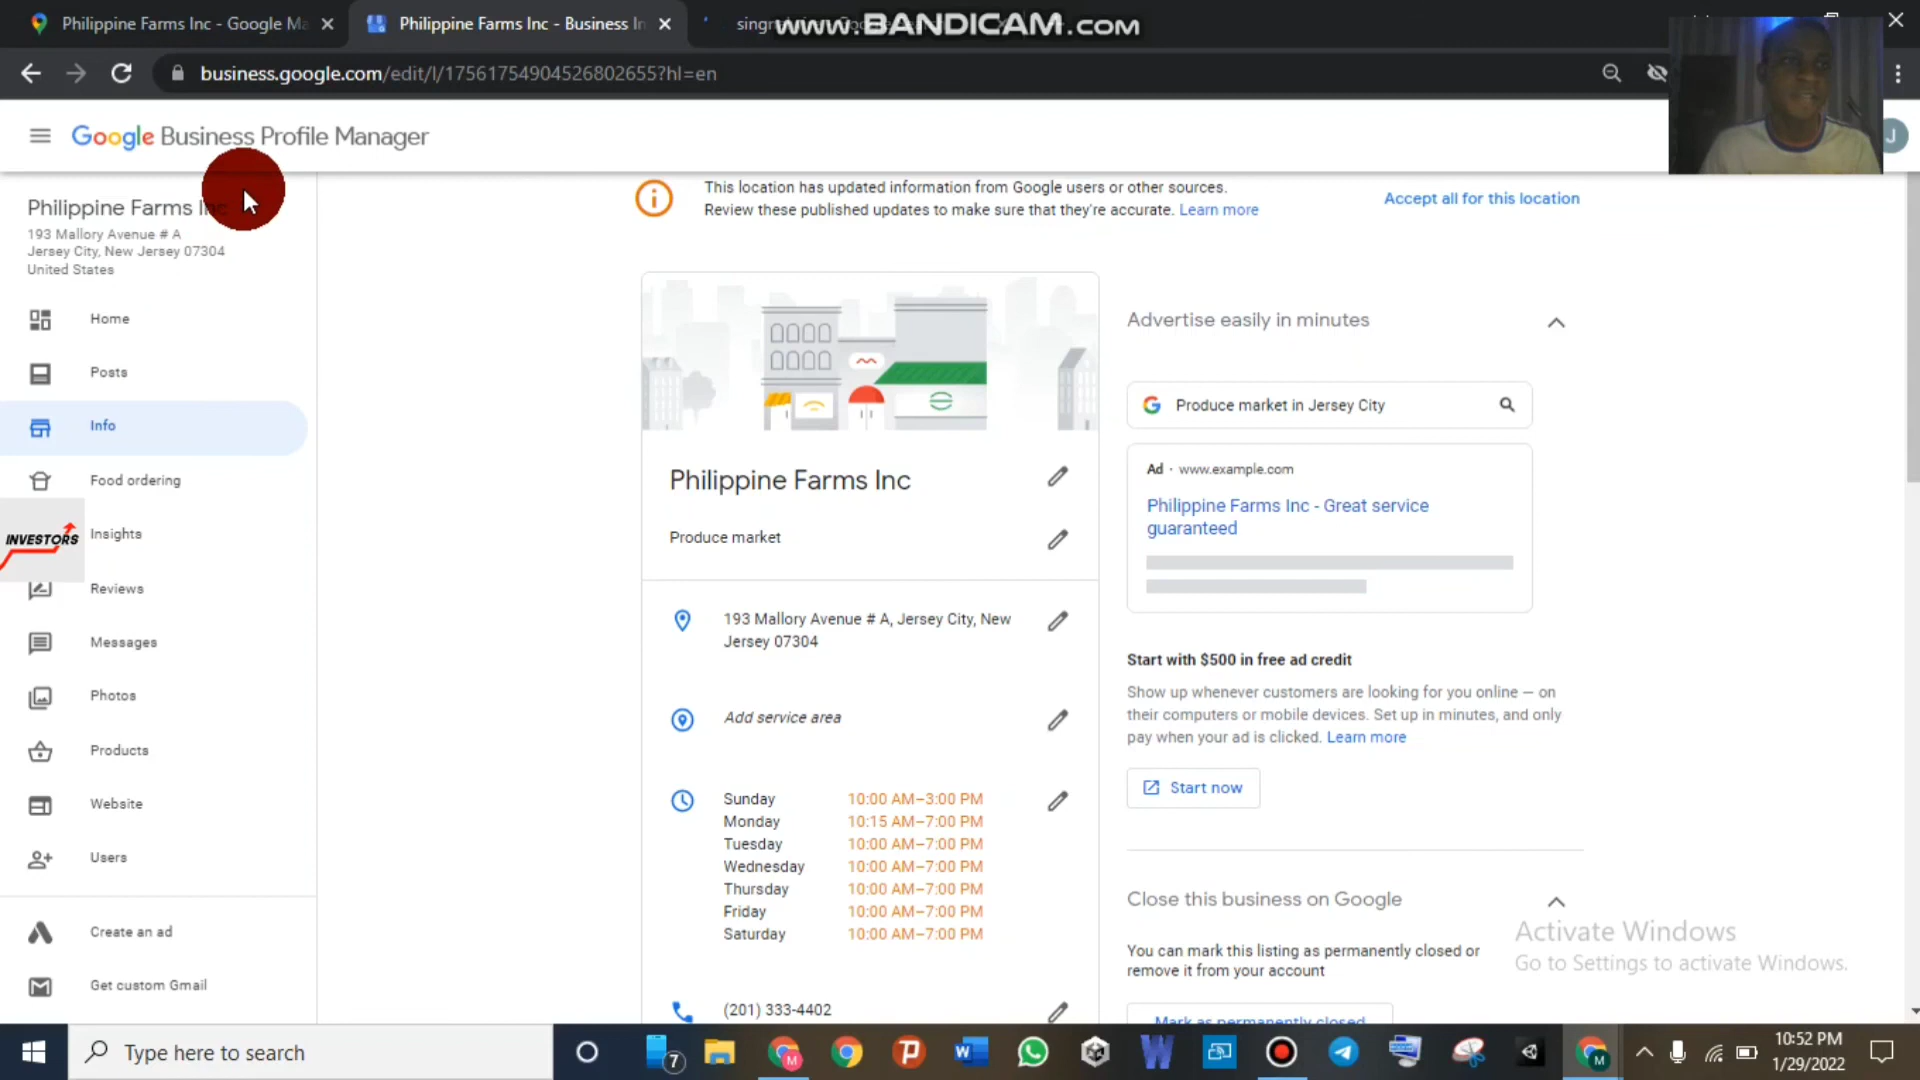 Philippine Farms Inc - Google Ma
Philippine Farms Inc - Business In
www.BANDICAM.com
business.google.com/edit/l/17561754904526802655?hl=en
Google Business Profile Manager
J
Philippine Farms Inc
193 Mallory Avenue # A
Jersey City, New Jersey 07304
United States
Home
Posts
Info
Food ordering
INVESTORS
Insights
Reviews
Messages
Photos
Products
Website
Users
Create an ad
Get custom Gmail
This location has updated information from Google users or other sources.
Review these published updates to make sure that they're accurate. Learn more
Accept all for this location
Philippine Farms Inc
Produce market
193 Mallory Avenue # A, Jersey City, New
Jersey 07304
Add service area
Sunday 10:00 AM–3:00 PM
Monday 10:15 AM–7:00 PM
Tuesday 10:00 AM–7:00 PM
Wednesday 10:00 AM–7:00 PM
Thursday 10:00 AM–7:00 PM
Friday 10:00 AM–7:00 PM
Saturday 10:00 AM–7:00 PM
(201) 333-4402
Advertise easily in minutes
Produce market in Jersey City
Ad · www.example.com
Philippine Farms Inc - Great service
guaranteed
Start with $500 in free ad credit
Show up whenever customers are looking for you online — on
their computers or mobile devices. Set up in minutes, and only
pay when your ad is clicked. Learn more
Start now
Close this business on Google
You can mark this listing as permanently closed or
remove it from your account
Mark as permanently closed
Activate Windows
Go to Settings to activate Windows.
Type here to search
7
10:52 PM
1/29/2022